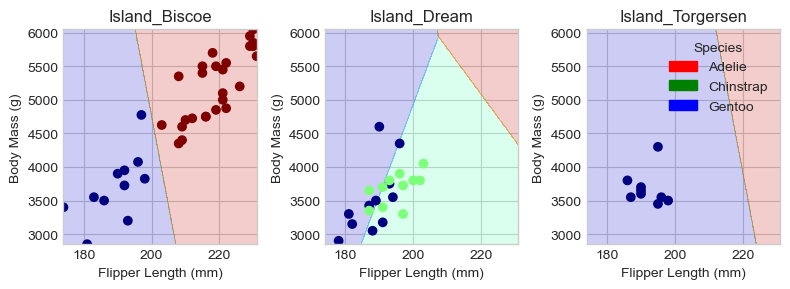 Island_Biscoe
Island_Dream
Island_Torgersen
6000
5500
5000
4500
4000
3500
3000
Body Mass (g)
180
200
220
Flipper Length (mm)
6000
5500
5000
4500
4000
3500
3000
Body Mass (g)
180
200
220
Flipper Length (mm)
6000
5500
5000
4500
4000
3500
3000
Body Mass (g)
180
200
220
Flipper Length (mm)
Species
Adelie
Chinstrap
Gentoo